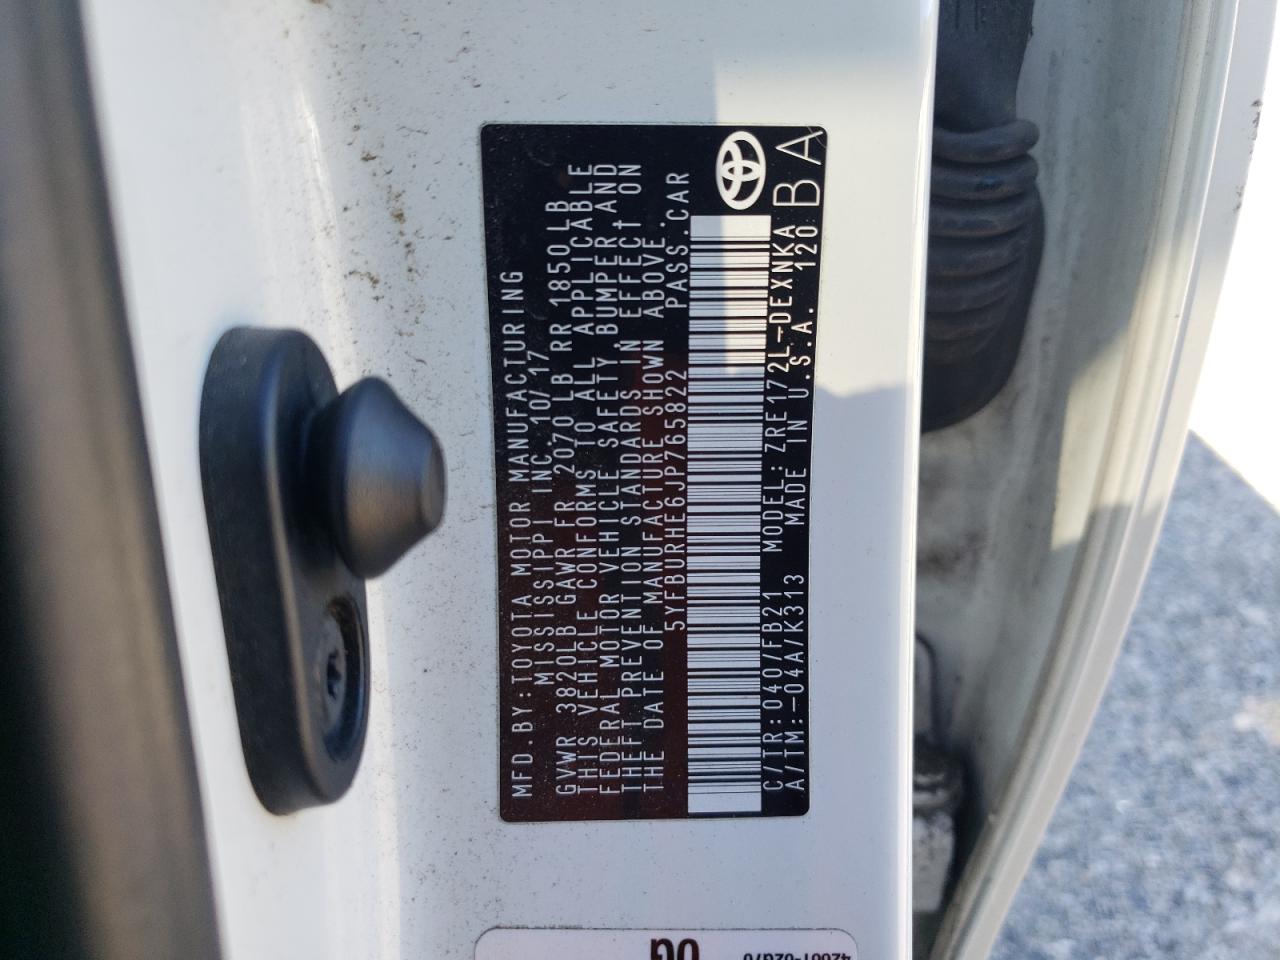 MFD.BY:TOYOTA MOTOR MANUFACTURING
MISSISSIPPI INC. 10/17
GVWR 3820LB GAWR FR 2070LB RR 1850LB
THIS VEHICLE CONFORMS TO ALL APPLICABLE
FEDERAL MOTOR VEHICLE SAFETY, BUMPER AND
THEFT PREVENTION STANDARDS IN EFFECT ON
THE DATE OF MANUFACTURE SHOWN ABOVE.
5YFBURHE6JP765822 PASS.CAR
C/TR:040/FB21 MODEL:ZRE172L-DEXNKA
A/TM:-04A/K313 MADE IN U.S.A. 120
BA